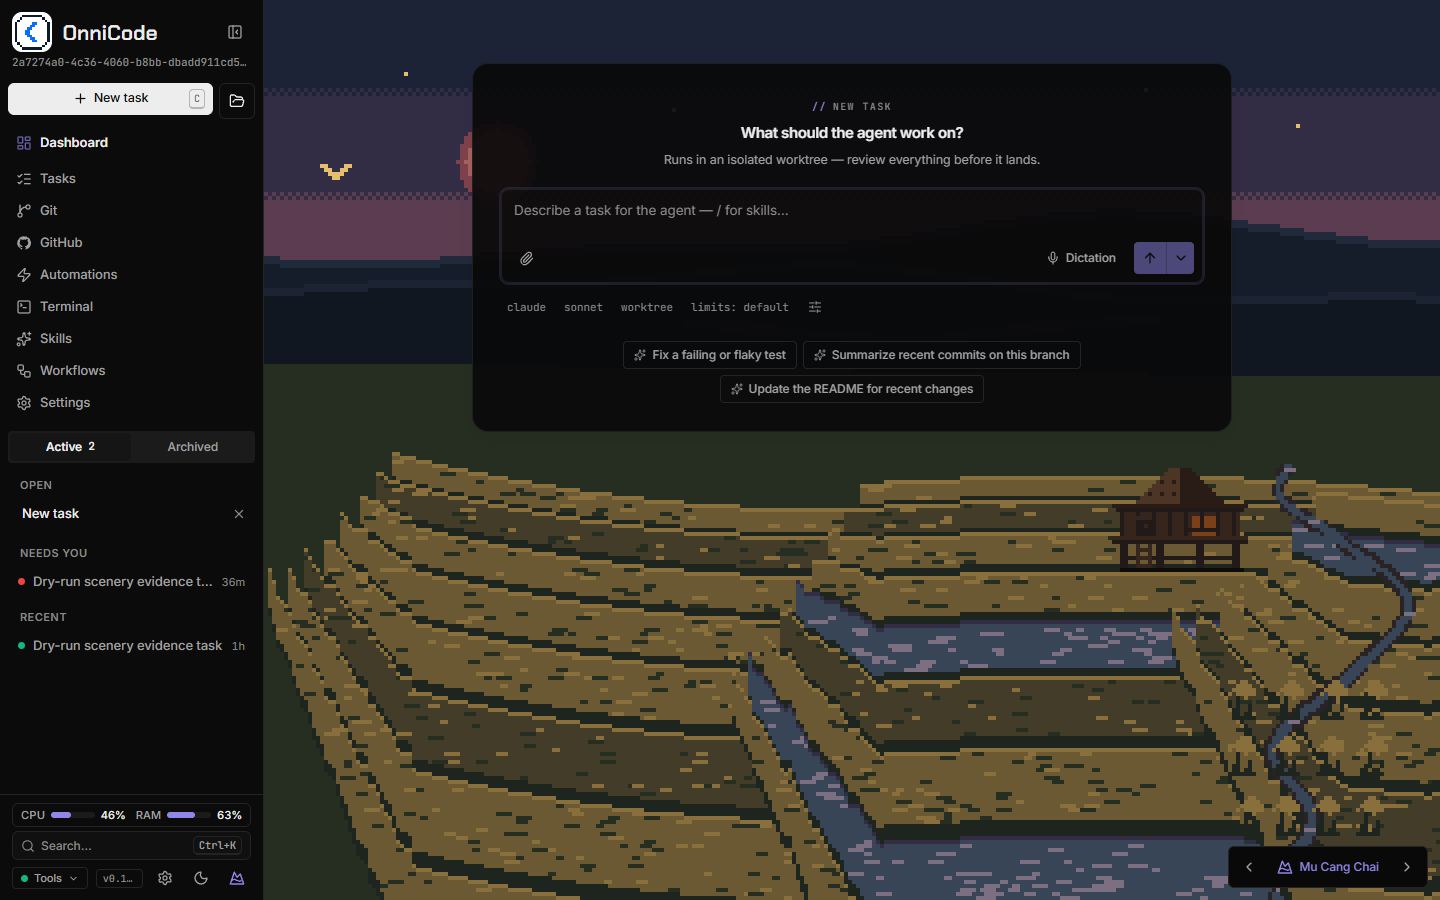 OnniCode
2a7274a0-4c36-4060-b8bb-dbadd911cd5…
New task C
Dashboard
Tasks
Git
GitHub
Automations
Terminal
Skills
Workflows
Settings
Active 2
Archived
OPEN
New task
NEEDS YOU
Dry-run scenery evidence t… 36m
RECENT
Dry-run scenery evidence task 1h
CPU 46% RAM 63%
Search... Ctrl+K
Tools v0.1…
// NEW TASK
What should the agent work on?
Runs in an isolated worktree — review everything before it lands.
Describe a task for the agent — / for skills...
Dictation
claude sonnet worktree limits: default
Fix a failing or flaky test
Summarize recent commits on this branch
Update the README for recent changes
Mu Cang Chai